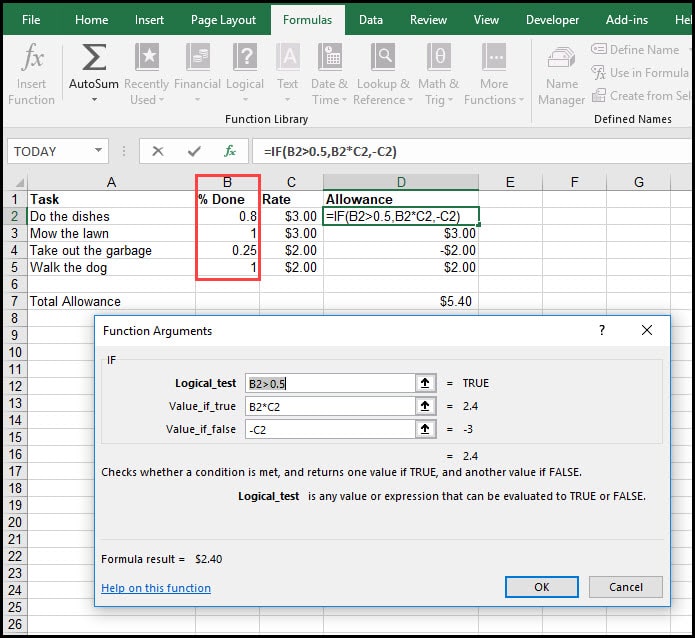 File Home Insert Page Layout Formulas Data Review View Developer Add-ins Hel
fx Σ ? A θ ...
Insert Function AutoSum Recently Used Financial Logical Text Date & Time Lookup & Reference Math & Trig More Functions Name Manager Define Name
Use in Formula
Create from Sel
Function Library Defined Names
TODAY fx =IF(B2>0.5,B2*C2,-C2)
A B C D E F G
1 Task % Done Rate Allowance
2 Do the dishes 0.8 $3.00 =IF(B2>0.5,B2*C2,-C2)
3 Mow the lawn 1 $3.00 $3.00
4 Take out the garbage 0.25 $2.00 -$2.00
5 Walk the dog 1 $2.00 $2.00
6
7 Total Allowance $5.40
8
9
10
11
12
13
14
15
16
17
18
19
20
21
22
23
24
25
26
Function Arguments ?
IF
Logical_test B2>0.5 = TRUE
Value_if_true B2*C2 = 2.4
Value_if_false -C2 = -3
= 2.4
Checks whether a condition is met, and returns one value if TRUE, and another value if FALSE.
Logical_test is any value or expression that can be evaluated to TRUE or FALSE.
Formula result = $2.40
Help on this function OK Cancel